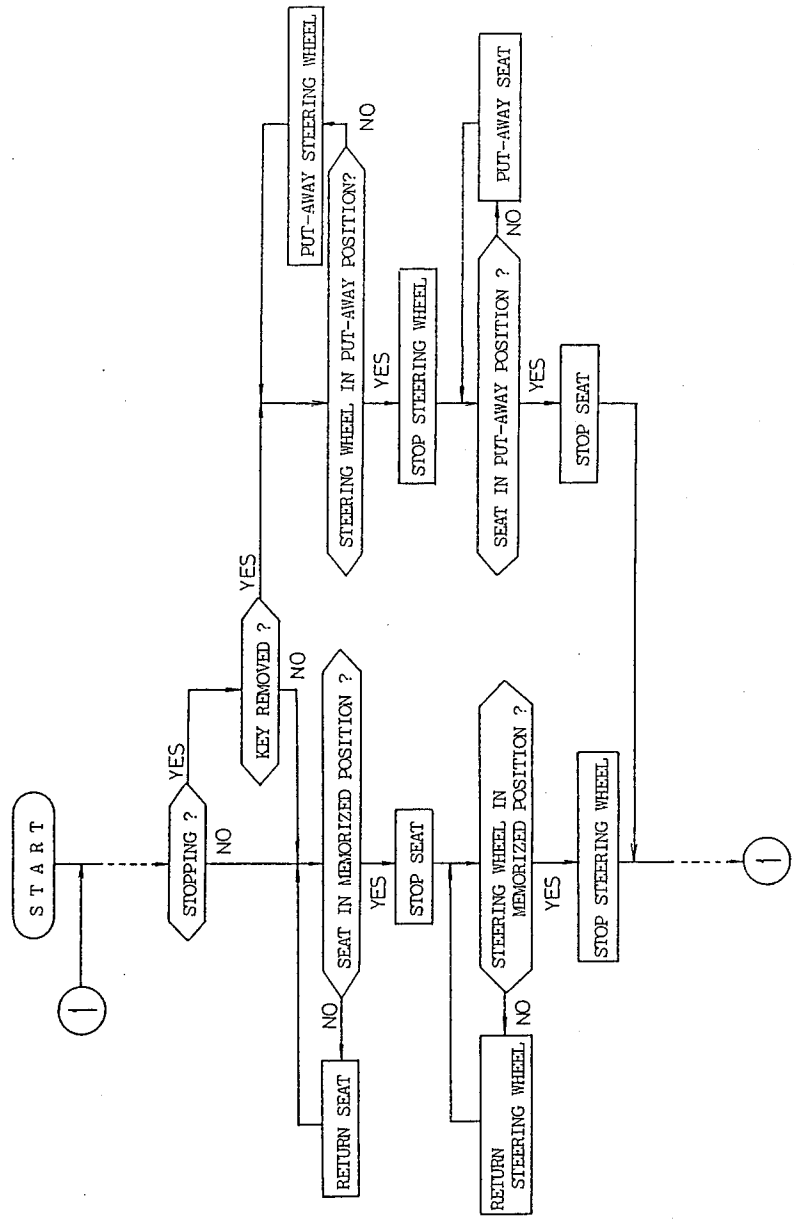 START
1
STOPPING ?
YES
NO
KEY REMOVED ?
YES
NO
PUT-AWAY STEERING WHEEL
NO
STEERING WHEEL IN PUT-AWAY POSITION?
YES
STOP STEERING WHEEL
PUT-AWAY SEAT
NO
SEAT IN PUT-AWAY POSITION ?
YES
STOP SEAT
RETURN SEAT
NO
SEAT IN MEMORIZED POSITION ?
YES
STOP SEAT
RETURN
STEERING WHEEL
NO
STEERING WHEEL IN
MEMORIZED POSITION ?
YES
STOP STEERING WHEEL
1